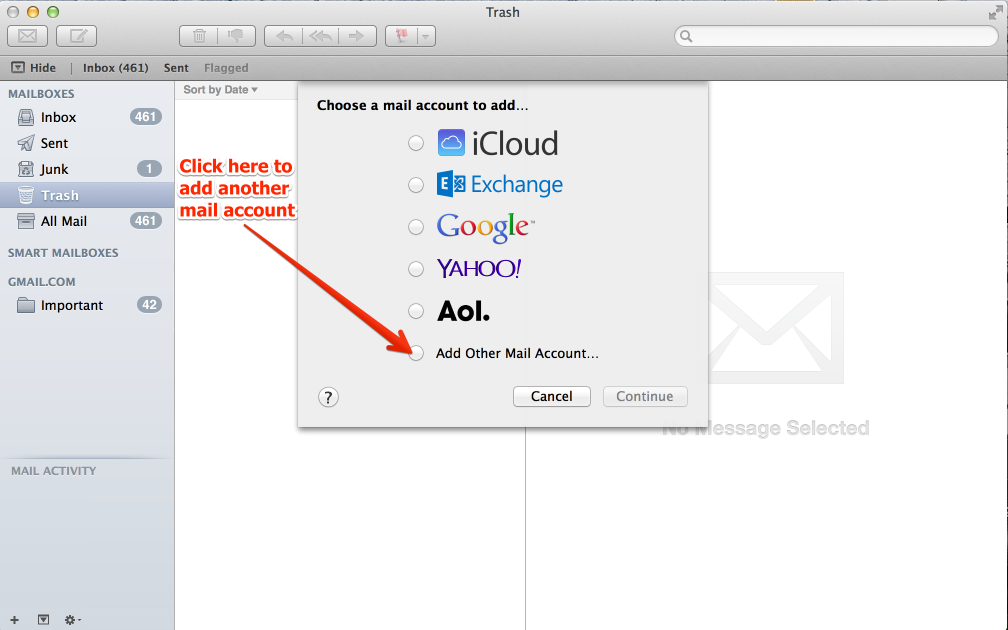 Trash
Hide
Inbox (461)
Sent
Flagged
MAILBOXES
Inbox 461
Sent
Junk 1
Trash
All Mail 461
SMART MAILBOXES
GMAIL.COM
Important 42
MAIL ACTIVITY
Sort by Date
Click here to
add another
mail account
Choose a mail account to add...
iCloud
E Exchange
Google™
YAHOO!
Aol.
Add Other Mail Account...
?
Cancel
Continue
No Message Selected